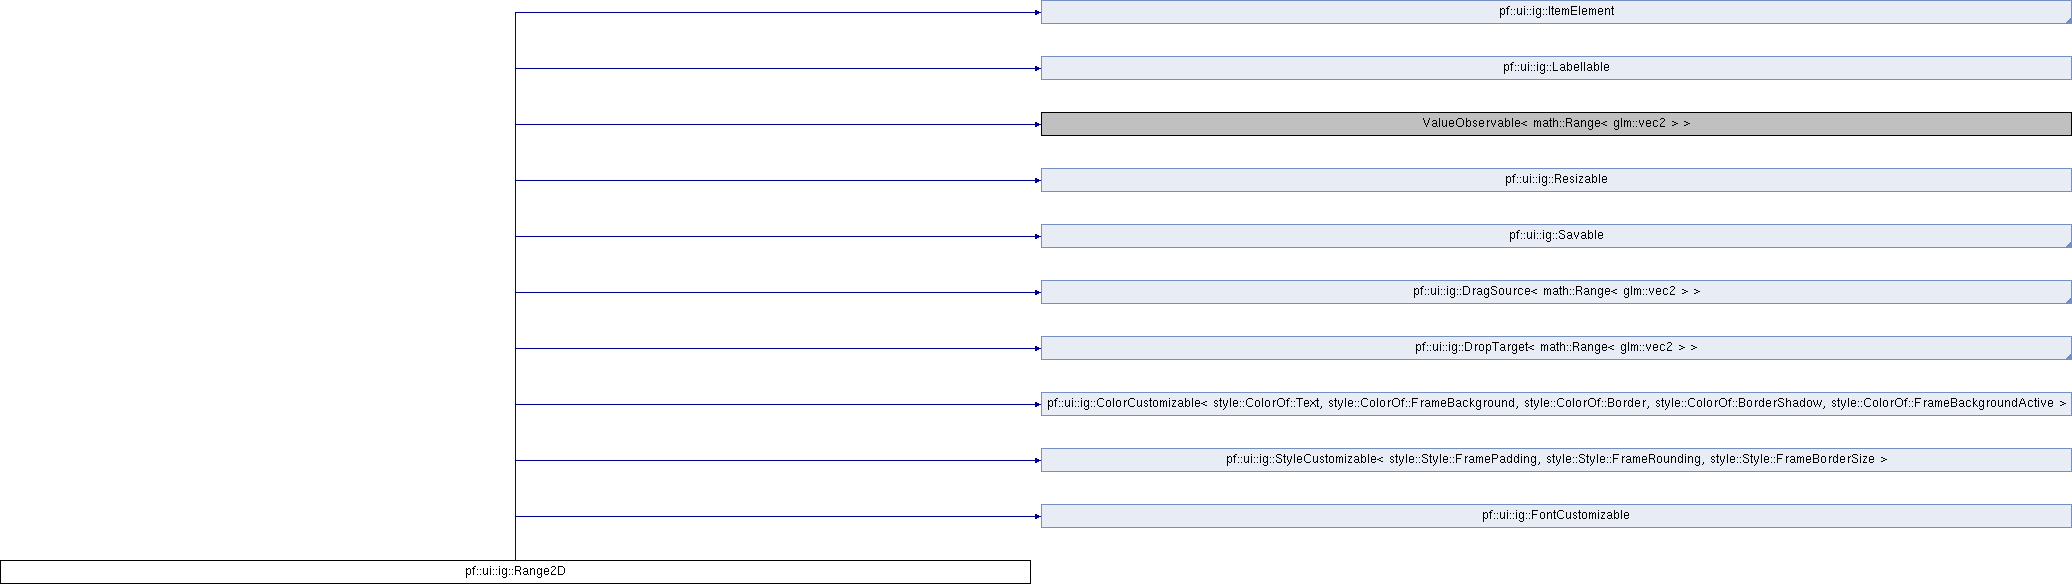 pf::ui::ig::ItemElement
pf::ui::ig::Labellable
ValueObservable< math::Range< glm::vec2 > >
pf::ui::ig::Resizable
pf::ui::ig::Savable
pf::ui::ig::DragSource< math::Range< glm::vec2 > >
pf::ui::ig::DropTarget< math::Range< glm::vec2 > >
pf::ui::ig::ColorCustomizable< style::ColorOf::Text, style::ColorOf::FrameBackground, style::ColorOf::Border, style::ColorOf::BorderShadow, style::ColorOf::FrameBackgroundActive >
pf::ui::ig::StyleCustomizable< style::Style::FramePadding, style::Style::FrameRounding, style::Style::FrameBorderSize >
pf::ui::ig::FontCustomizable
pf::ui::ig::Range2D